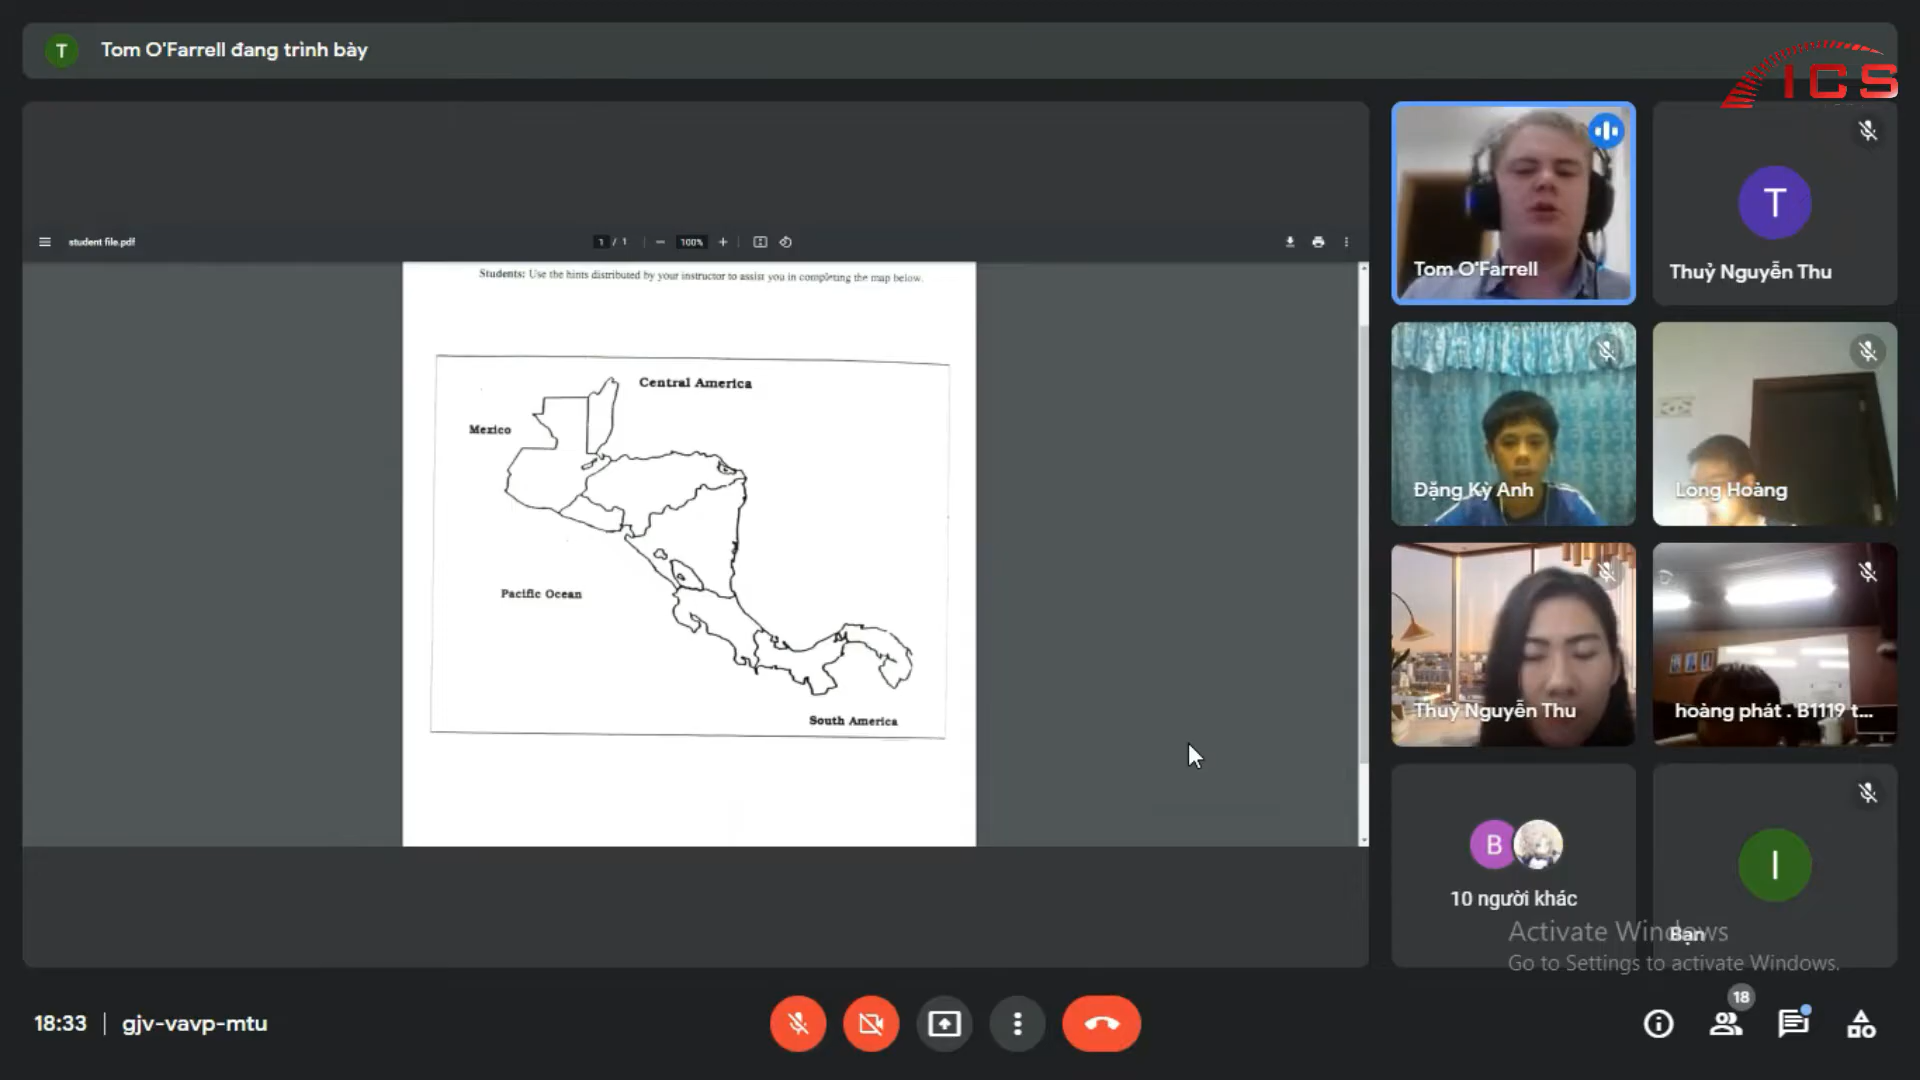 T
Tom O'Farrell đang trình bày
ICS
student file.pdf
1 / 1
100%
Students: Use the hints distributed by your instructor to assist you in completing the map below.
Central America
Mexico
Pacific Ocean
South America
Tom O'Farrell
T
Thuỷ Nguyễn Thu
Đặng Kỳ Anh
Long Hoàng
Thuỷ Nguyễn Thu
hoàng phát . B1119 t...
B
10 người khác
I
Bạn
Activate Windows
Go to Settings to activate Windows.
18:33
gjv-vavp-mtu
18